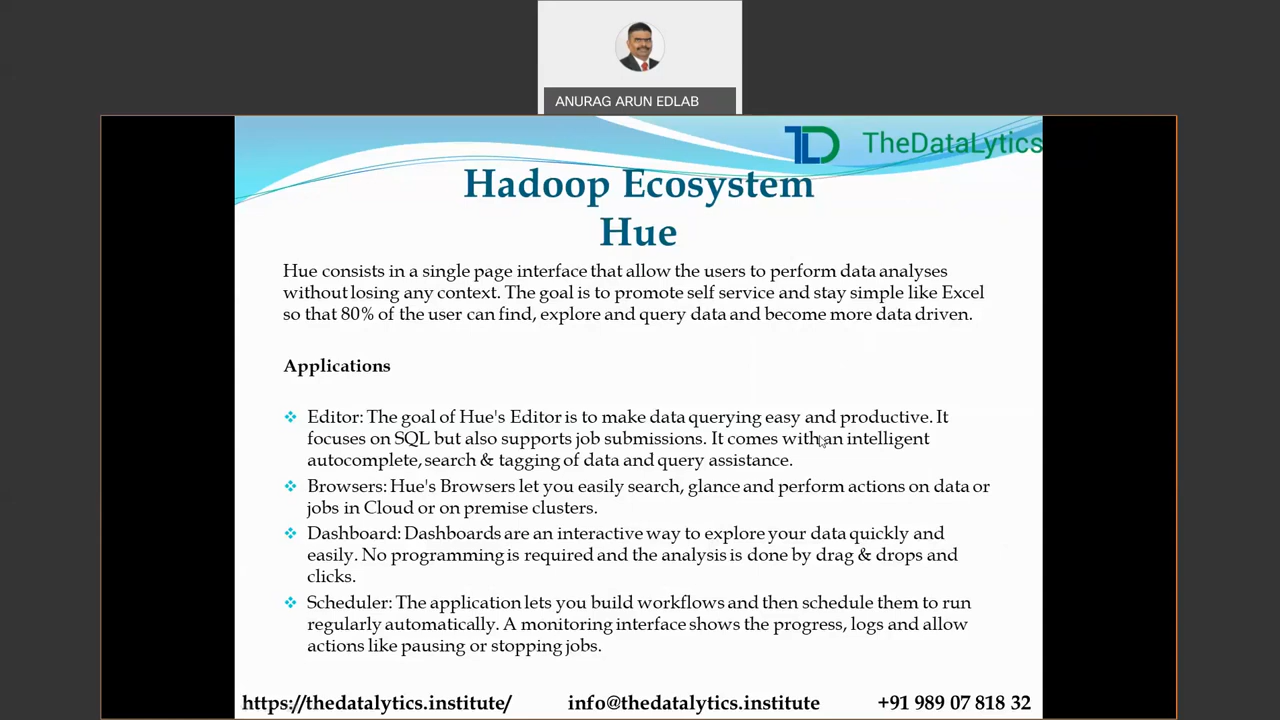 ANURAG ARUN EDLAB
TheDataLytics
Hadoop Ecosystem
Hue
Hue consists in a single page interface that allow the users to perform data analyses
without losing any context. The goal is to promote self service and stay simple like Excel
so that 80% of the user can find, explore and query data and become more data driven.
Applications
Editor: The goal of Hue's Editor is to make data querying easy and productive. It
focuses on SQL but also supports job submissions. It comes with an intelligent
autocomplete, search & tagging of data and query assistance.
Browsers: Hue's Browsers let you easily search, glance and perform actions on data or
jobs in Cloud or on premise clusters.
Dashboard: Dashboards are an interactive way to explore your data quickly and
easily. No programming is required and the analysis is done by drag & drops and
clicks.
Scheduler: The application lets you build workflows and then schedule them to run
regularly automatically. A monitoring interface shows the progress, logs and allow
actions like pausing or stopping jobs.
https://thedatalytics.institute/ info@thedatalytics.institute +91 989 07 818 32